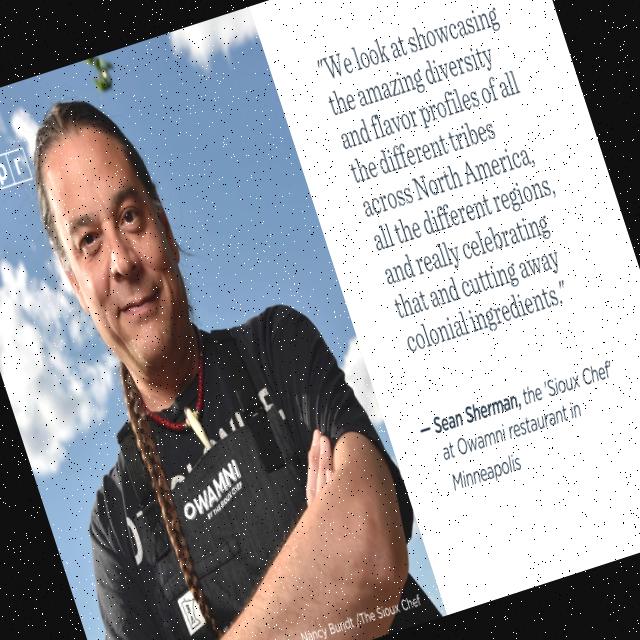 npr
"We look at showcasing
the amazing diversity
and flavor profiles of all
the different tribes
across North America,
all the different regions,
and really celebrating
that and cutting away
colonial ingredients."
— Sean Sherman, the 'Sioux Chef'
at Owamni restaurant in
Minneapolis
OWAMNI
Nancy Bundt /The Sioux Chef